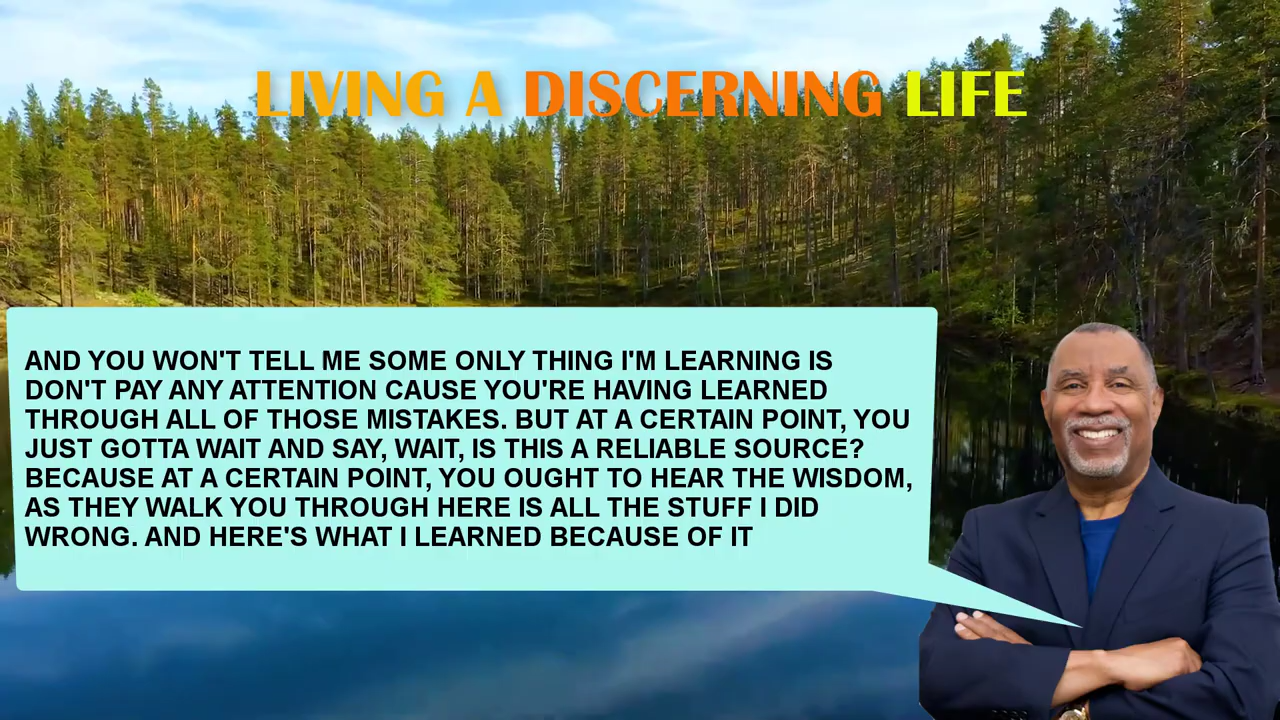 LIVING A DISCERNING LIFE
AND YOU WON'T TELL ME SOME ONLY THING I'M LEARNING IS
DON'T PAY ANY ATTENTION CAUSE YOU'RE HAVING LEARNED
THROUGH ALL OF THOSE MISTAKES. BUT AT A CERTAIN POINT, YOU
JUST GOTTA WAIT AND SAY, WAIT, IS THIS A RELIABLE SOURCE?
BECAUSE AT A CERTAIN POINT, YOU OUGHT TO HEAR THE WISDOM,
AS THEY WALK YOU THROUGH HERE IS ALL THE STUFF I DID
WRONG. AND HERE'S WHAT I LEARNED BECAUSE OF IT